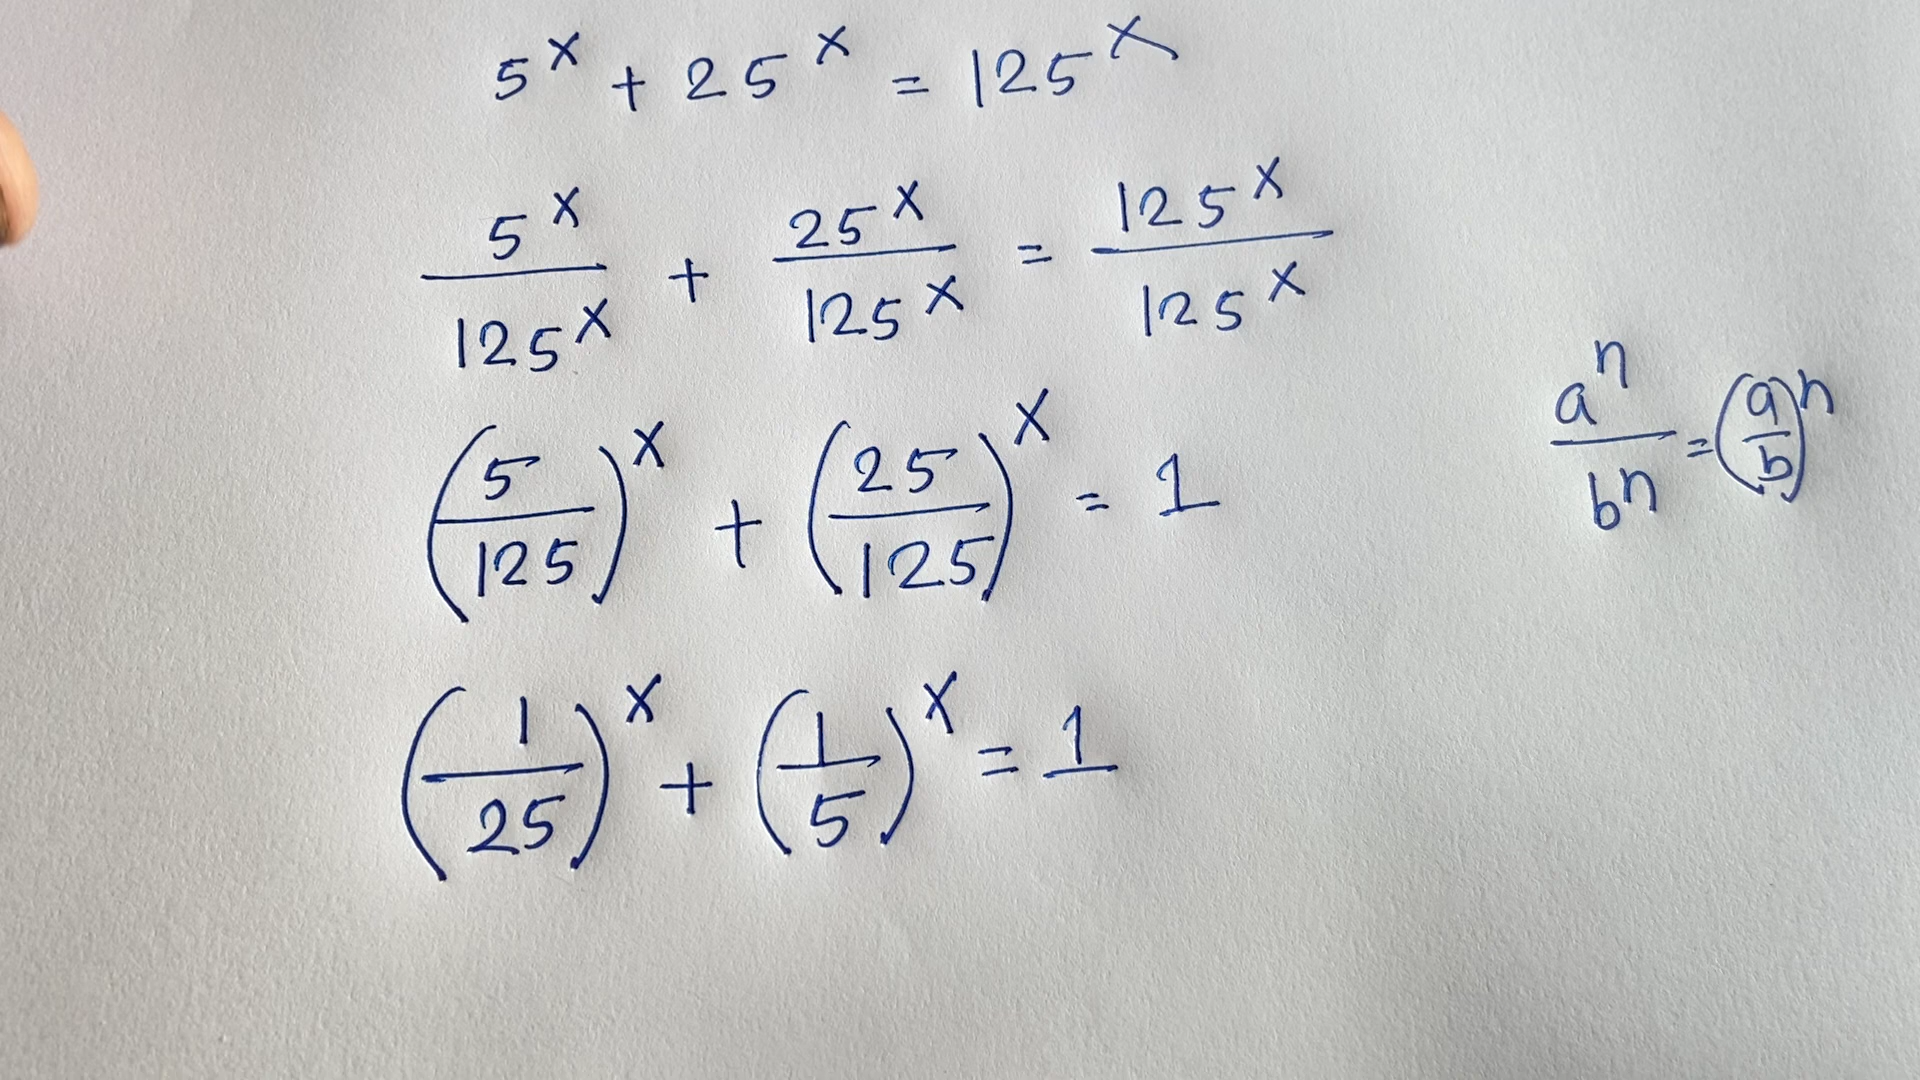 5^x + 25^x = 125^x
5^x/125^x + 25^x/125^x = 125^x/125^x
(5/125)^x + (25/125)^x = 1
a^n/b^n = (a/b)^n
(1/25)^x + (1/5)^x = 1